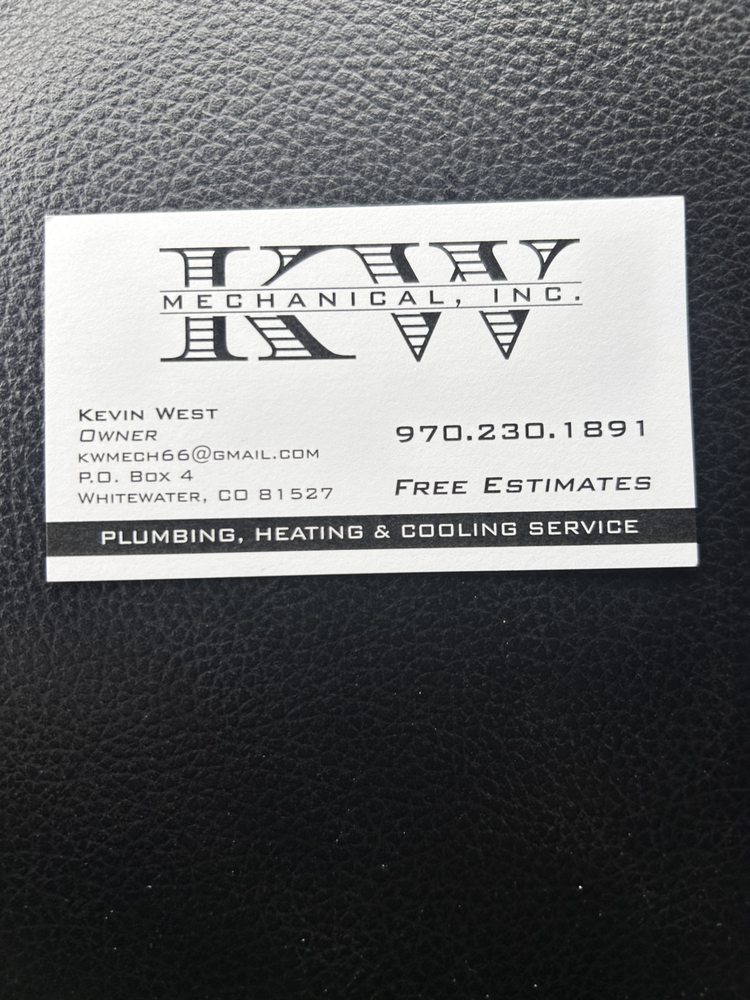 KW
MECHANICAL, INC.
KEVIN WEST
OWNER
KWMECH66@GMAIL.COM
P.O. BOX 4
WHITEWATER, CO 81527
970.230.1891
FREE ESTIMATES
PLUMBING, HEATING & COOLING SERVICE